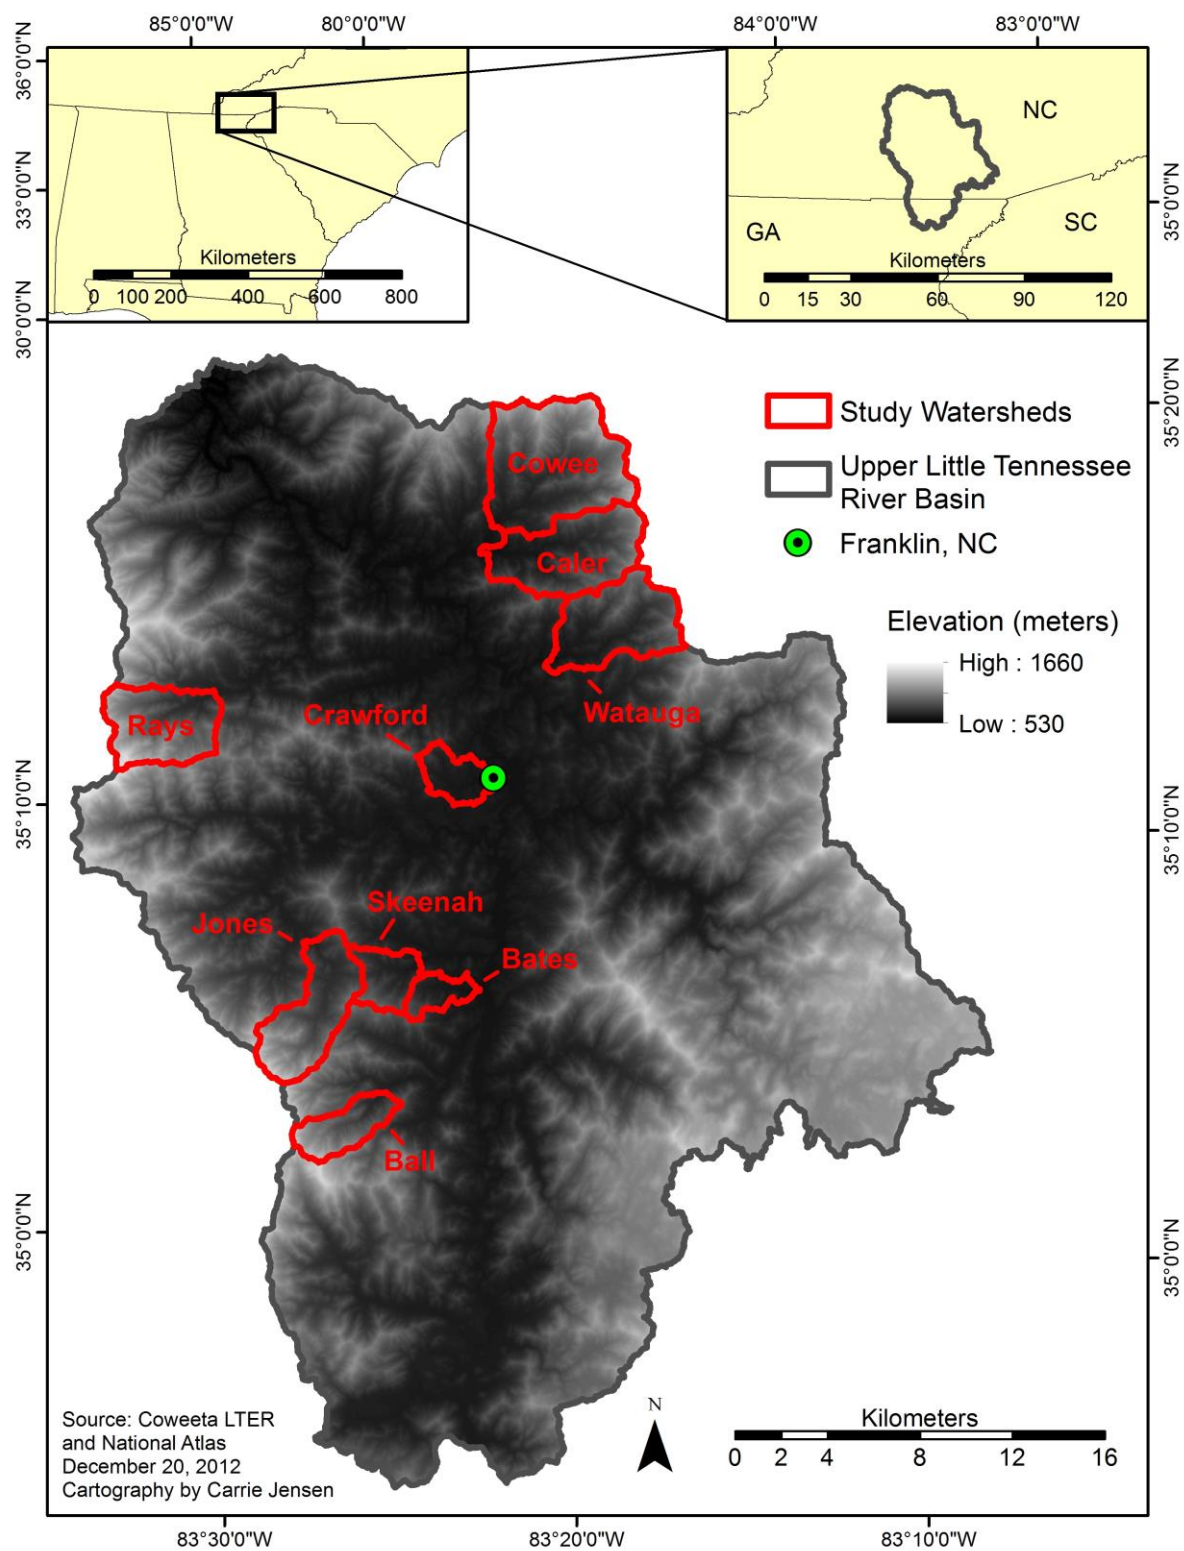 85°0'0"W
80°0'0"W
84°0'0"W
83°0'0"W
36°0'0"N
33°0'0"N
30°0'0"N
Kilometers
0 100 200 400 600 800
NC
GA
SC
Kilometers
0 15 30 60 90 120
35°0'0"N
Study Watersheds
Upper Little Tennessee
River Basin
Franklin, NC
Elevation (meters)
High : 1660
Low : 530
35°20'0"N
35°10'0"N
35°0'0"N
35°10'0"N
35°0'0"N
Cowee
Caler
Watauga
Rays
Crawford
Skeenah
Jones
Bates
Ball
Source: Coweeta LTER
and National Atlas
December 20, 2012
Cartography by Carrie Jensen
N
Kilometers
0 2 4 8 12 16
83°30'0"W
83°20'0"W
83°10'0"W